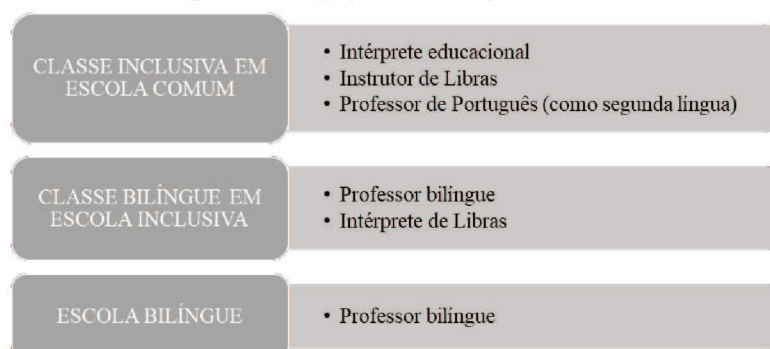 CLASSE INCLUSIVA EM
ESCOLA COMUM
• Intérprete educacional
• Instrutor de Libras
• Professor de Português (como segunda língua)
CLASSE BILÍNGUE EM
ESCOLA INCLUSIVA
• Professor bilíngue
• Intérprete de Libras
ESCOLA BILÍNGUE
• Professor bilíngue